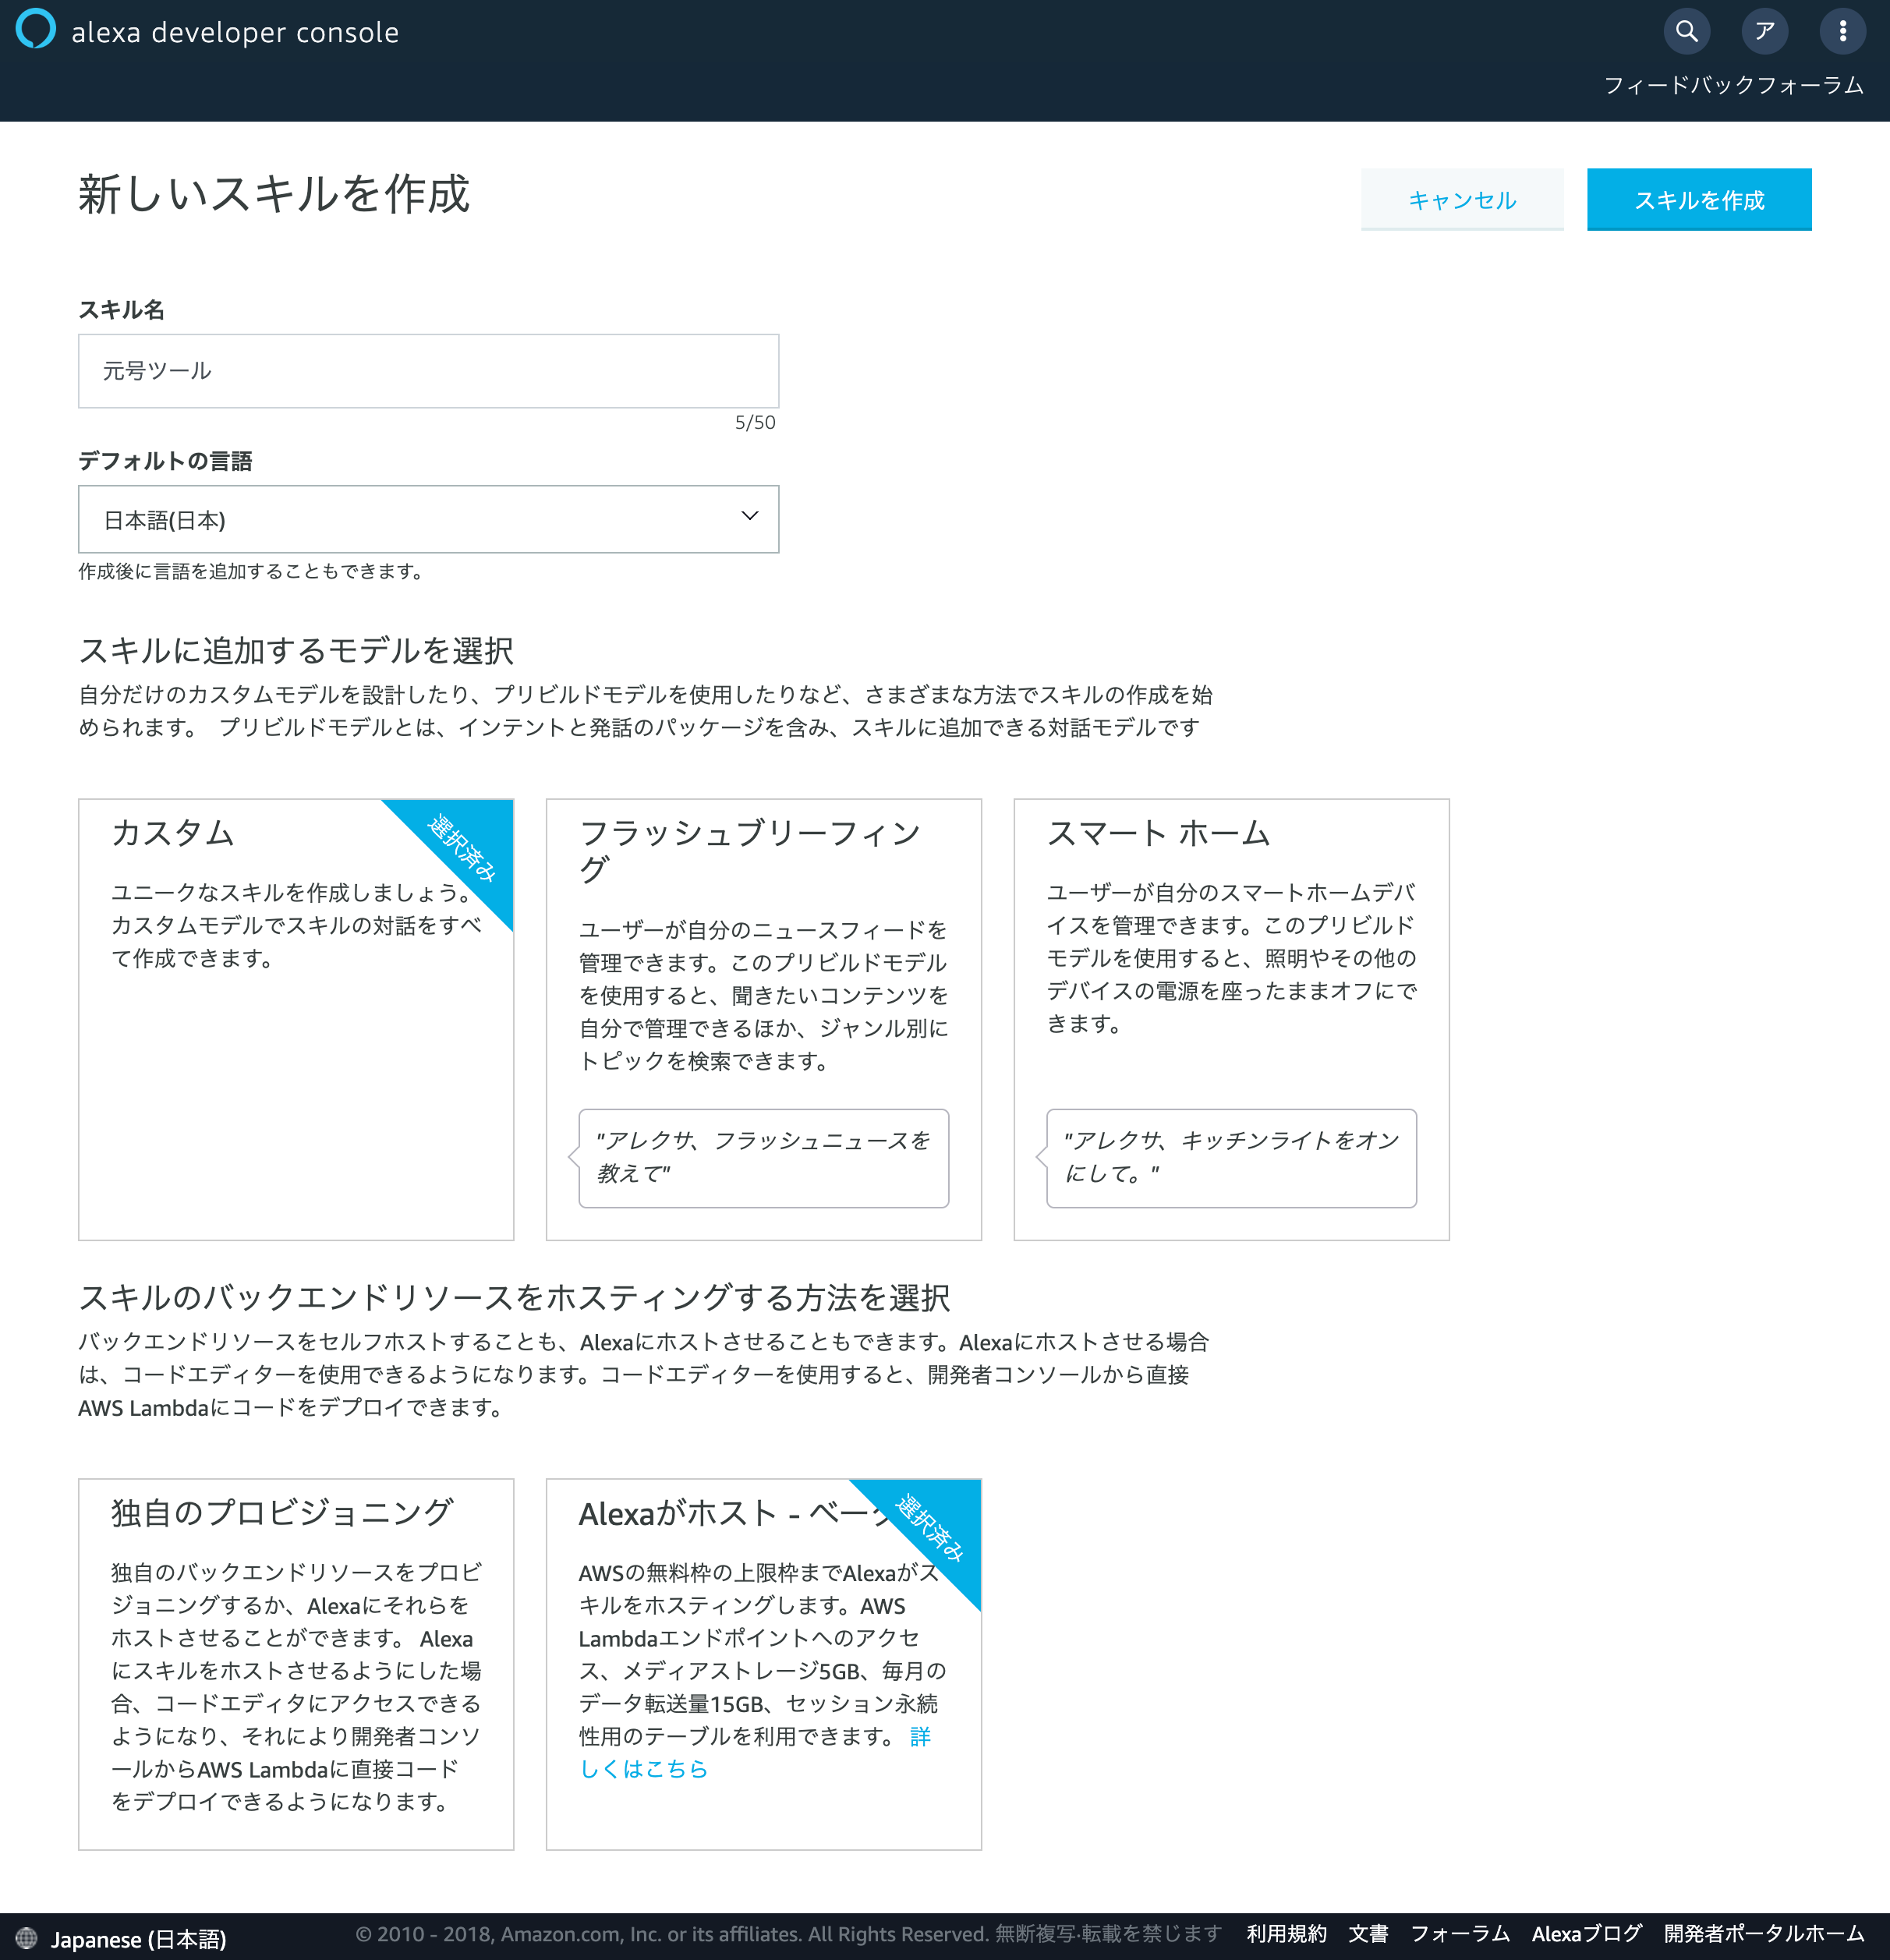 alexa developer console
ア
フィードバックフォーラム
新しいスキルを作成
キャンセル
スキルを作成
スキル名
元号ツール
5/50
デフォルトの言語
日本語(日本)
作成後に言語を追加することもできます。
スキルに追加するモデルを選択
自分だけのカスタムモデルを設計したり、プリビルドモデルを使用したりなど、さまざまな方法でスキルの作成を始
められます。 プリビルドモデルとは、インテントと発話のパッケージを含み、スキルに追加できる対話モデルです
カスタム
選択済み
ユニークなスキルを作成しましょう。
カスタムモデルでスキルの対話をすべ
て作成できます。
フラッシュブリーフィン
グ
ユーザーが自分のニュースフィードを
管理できます。このプリビルドモデル
を使用すると、聞きたいコンテンツを
自分で管理できるほか、ジャンル別に
トピックを検索できます。
"アレクサ、フラッシュニュースを
教えて"
スマート ホーム
ユーザーが自分のスマートホームデバ
イスを管理できます。このプリビルド
モデルを使用すると、照明やその他の
デバイスの電源を座ったままオフにで
きます。
"アレクサ、キッチンライトをオン
にして。"
スキルのバックエンドリソースをホスティングする方法を選択
バックエンドリソースをセルフホストすることも、Alexaにホストさせることもできます。Alexaにホストさせる場合
は、コードエディターを使用できるようになります。コードエディターを使用すると、開発者コンソールから直接
AWS Lambdaにコードをデプロイできます。
独自のプロビジョニング
独自のバックエンドリソースをプロビ
ジョニングするか、Alexaにそれらを
ホストさせることができます。 Alexa
にスキルをホストさせるようにした場
合、コードエディタにアクセスできる
ようになり、それにより開発者コンソ
ールからAWS Lambdaに直接コード
をデプロイできるようになります。
Alexaがホスト - ベー
選択済み
AWSの無料枠の上限枠までAlexaがス
キルをホスティングします。AWS
Lambdaエンドポイントへのアクセ
ス、メディアストレージ5GB、毎月の
データ転送量15GB、セッション永続
性用のテーブルを利用できます。 詳
しくはこちら
Japanese (日本語)
© 2010 - 2018, Amazon.com, Inc. or its affiliates. All Rights Reserved. 無断複写·転載を禁じます
利用規約 文書 フォーラム Alexaブログ 開発者ポータルホーム